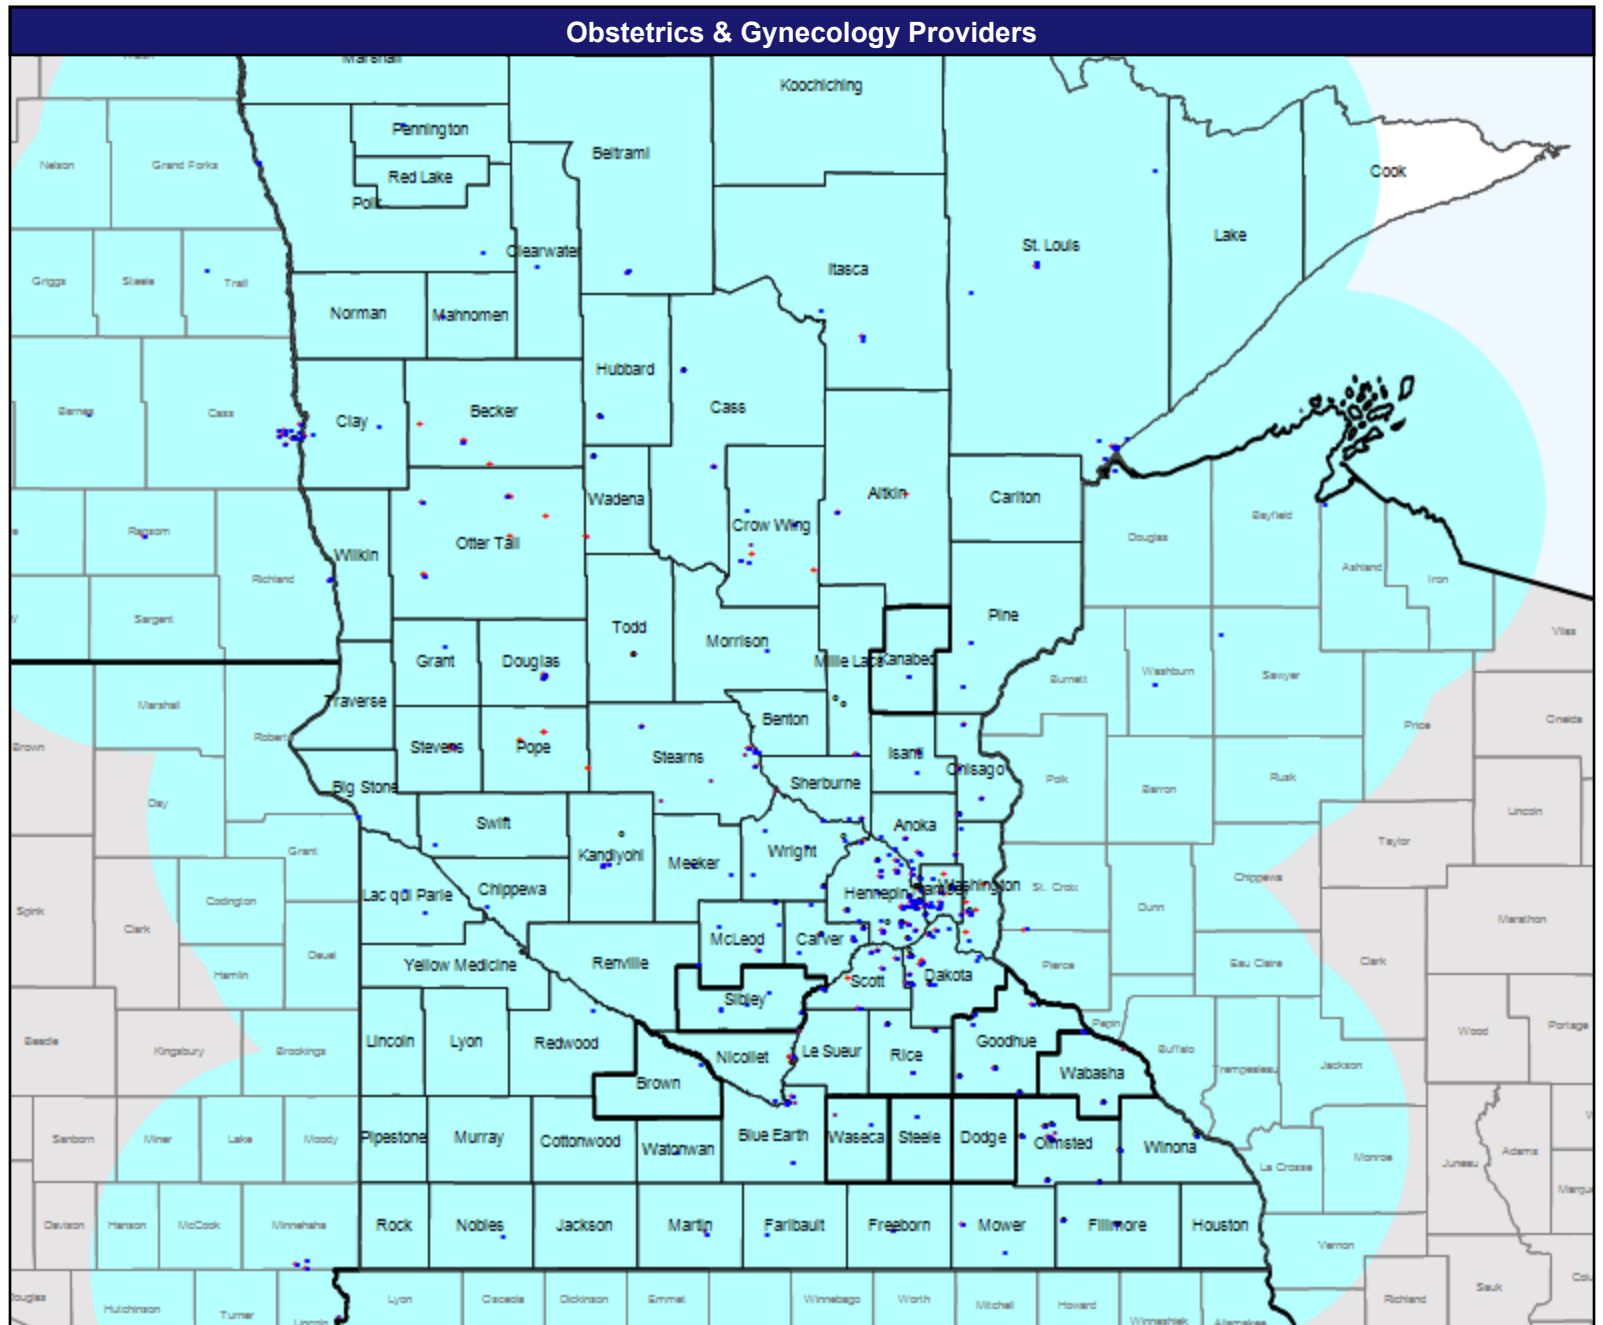 Obstetrics & Gynecology Providers
Marshall
Koochiching
Pennington
Beltrami
Nelson
Grand Forks
Red Lake
Cook
Polk
Lake
Clearwater
St. Louis
Griggs
Steele
Traill
Itasca
Norman
Mahnomen
Hubbard
Barnes
Cass
Clay
Becker
Cass
Wadena
Aitkin
Carlton
Crow Wing
Ransom
Otter Tail
Bayfield
Douglas
Wilkin
Richland
Ashland
Iron
Sargent
Todd
Morrison
Pine
Vilas
Grant
Douglas
Mille Lacs
Kanabec
Burnett
Washburn
Sawyer
Marshall
Traverse
Benton
Oneida
Price
Brown
Roberts
Stevens
Pope
Stearns
Isanti
Chisago
Polk
Barron
Rusk
Big Stone
Sherburne
Day
Swift
Anoka
Lincoln
Grant
Kandiyohi
Meeker
Wright
Taylor
Lac qui Parle
Chippewa
Hennepin
Ramsey
Washington
St. Croix
Chippewa
Codington
Dunn
Spink
Clark
McLeod
Carver
Marathon
Deuel
Yellow Medicine
Renville
Pierce
Eau Claire
Clark
Hamlin
Scott
Dakota
Sibley
Pepin
Wood
Portage
Beadle
Kingsbury
Brookings
Lincoln
Lyon
Redwood
Nicollet
Le Sueur
Rice
Goodhue
Buffalo
Trempealeau
Jackson
Brown
Wabasha
Sanborn
Miner
Lake
Moody
Pipestone
Murray
Cottonwood
Watonwan
Blue Earth
Waseca
Steele
Dodge
Olmsted
Winona
La Crosse
Monroe
Juneau
Adams
Davison
Hanson
McCook
Minnehaha
Rock
Nobles
Jackson
Martin
Faribault
Freeborn
Mower
Fillmore
Houston
Vernon
Hutchinson
Turner
Lincoln
Lyon
Osceola
Dickinson
Emmet
Winnebago
Worth
Mitchell
Howard
Winneshiek
Allamakee
Richland
Sauk